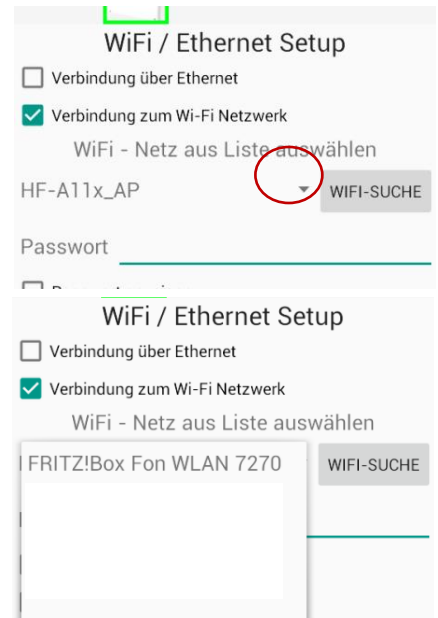 WiFi / Ethernet Setup
Verbindung über Ethernet
Verbindung zum Wi-Fi Netzwerk
WiFi - Netz aus Liste auswählen
HF-A11x_AP WIFI-SUCHE
Passwort
WiFi / Ethernet Setup
Verbindung über Ethernet
Verbindung zum Wi-Fi Netzwerk
WiFi - Netz aus Liste auswählen
FRITZ!Box Fon WLAN 7270 WIFI-SUCHE